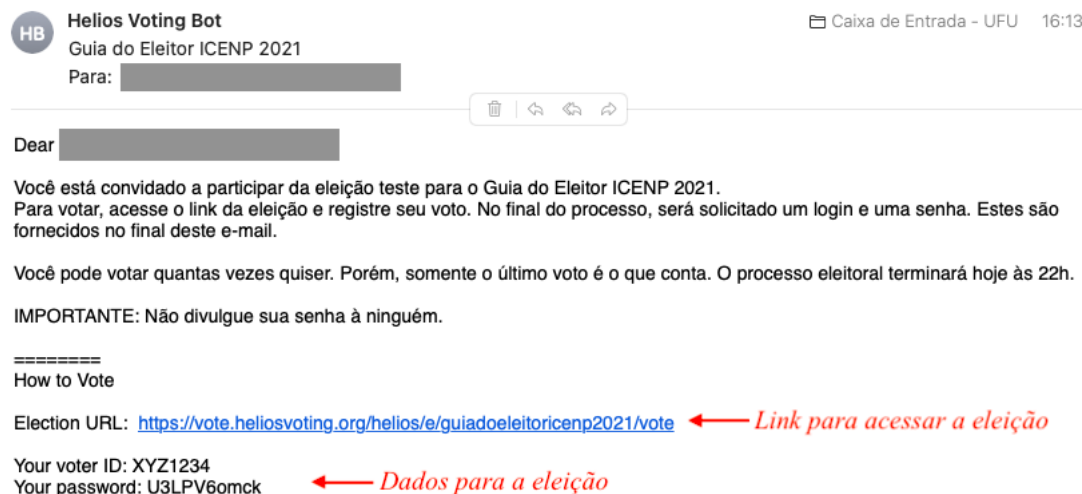 HB
Helios Voting Bot
Caixa de Entrada - UFU 16:13
Guia do Eleitor ICENP 2021
Para:
Dear
Você está convidado a participar da eleição teste para o Guia do Eleitor ICENP 2021.
Para votar, acesse o link da eleição e registre seu voto. No final do processo, será solicitado um login e uma senha. Estes são
fornecidos no final deste e-mail.
Você pode votar quantas vezes quiser. Porém, somente o último voto é o que conta. O processo eleitoral terminará hoje às 22h.
IMPORTANTE: Não divulgue sua senha à ninguém.
========
How to Vote
Election URL: https://vote.heliosvoting.org/helios/e/guiadoeleitoricenp2021/vote Link para acessar a eleição
Your voter ID: XYZ1234
Your password: U3LPV6omck Dados para a eleição